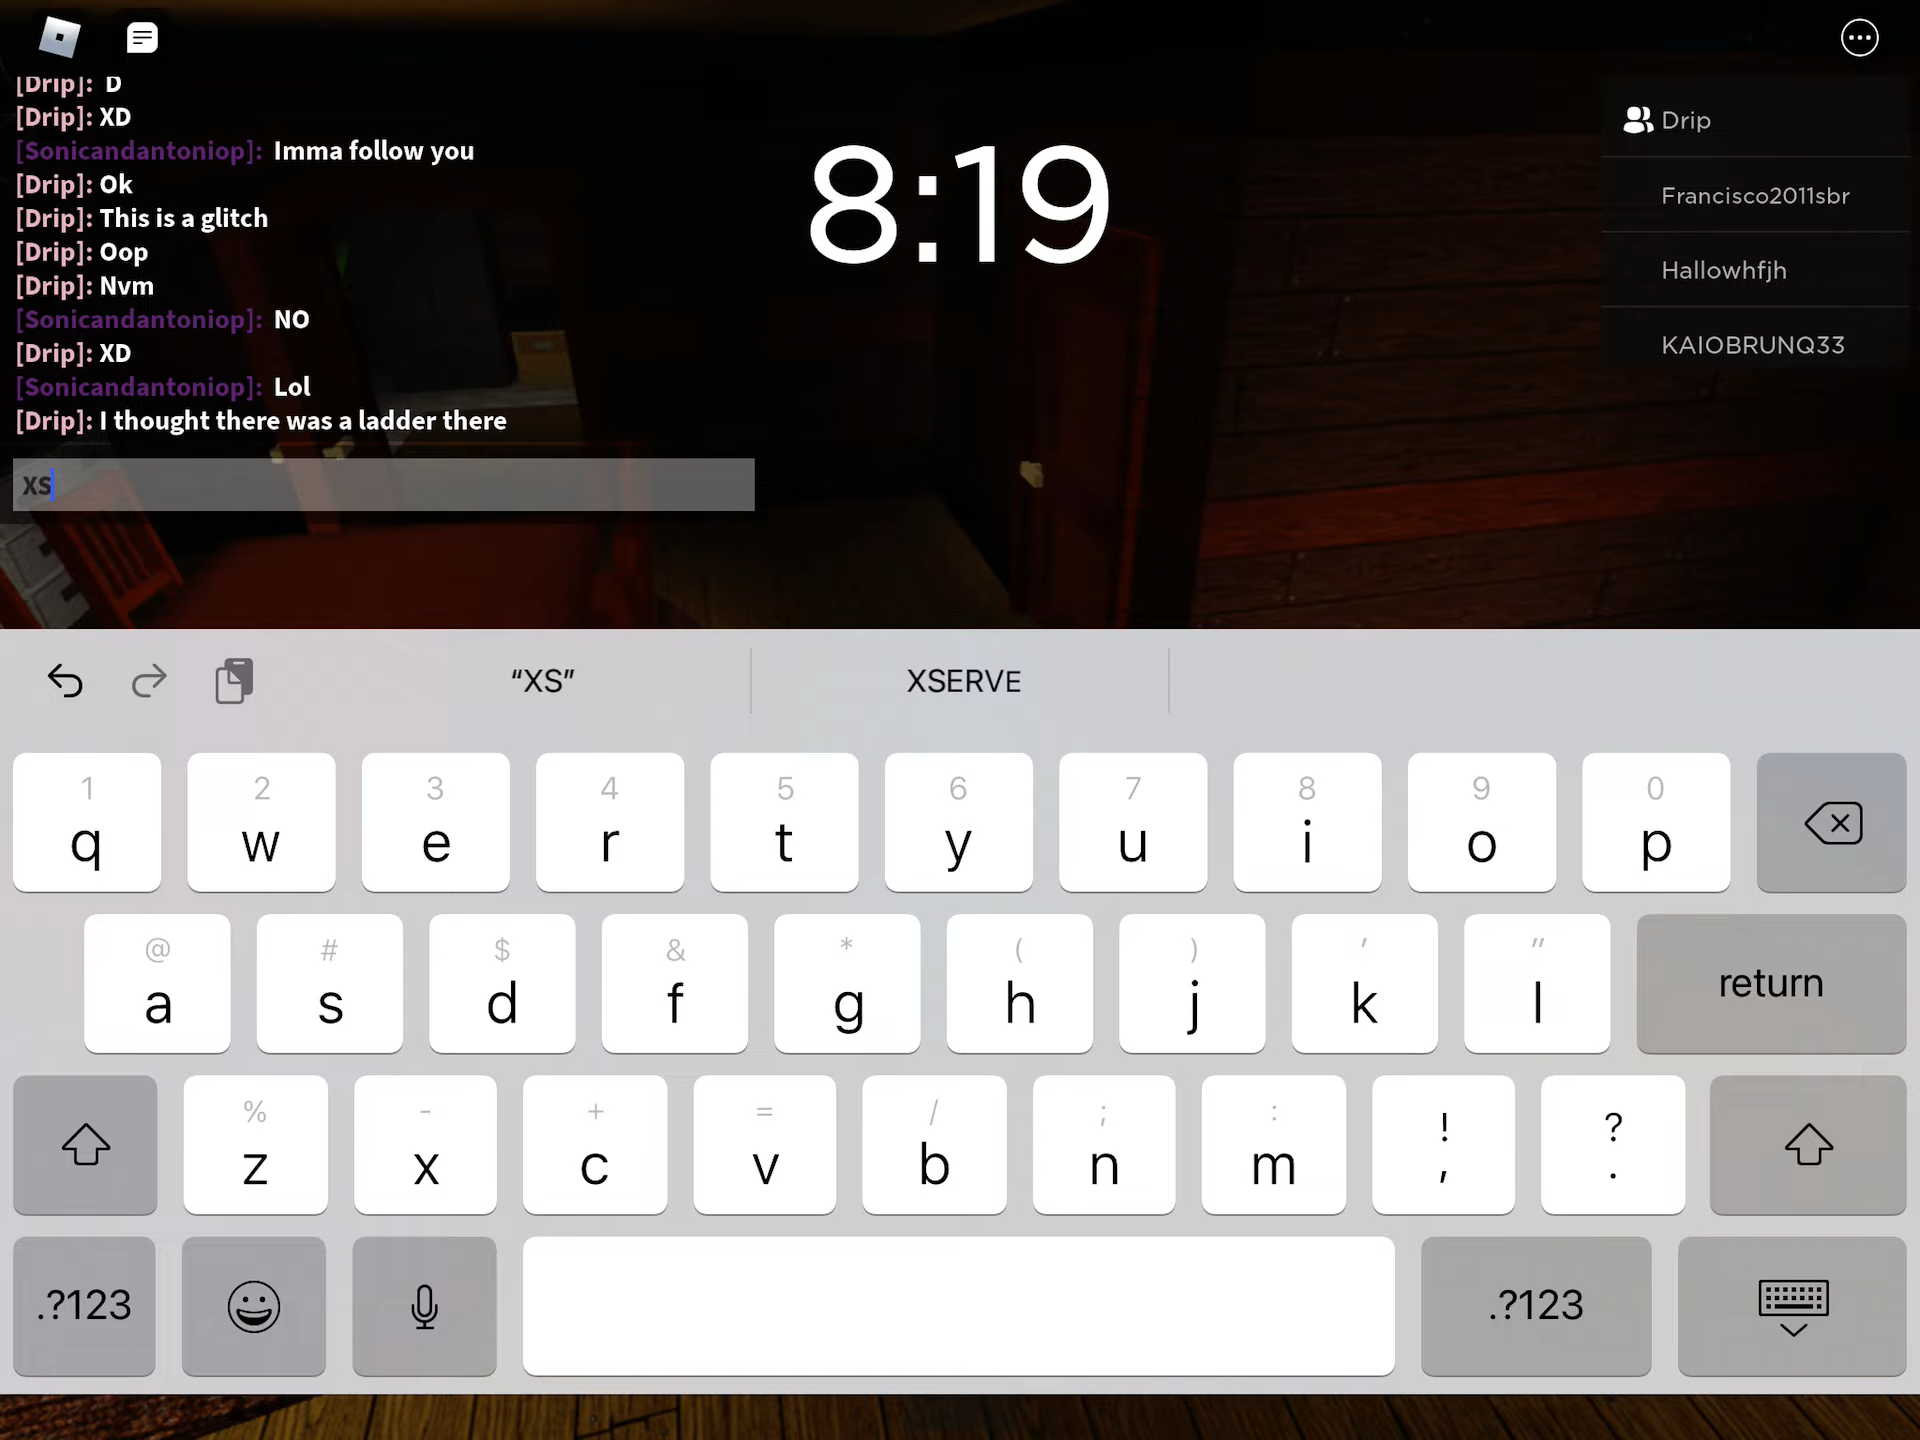 [Drip]: D
[Drip]: XD
[Sonicandantoniop]: Imma follow you
[Drip]: Ok
[Drip]: This is a glitch
[Drip]: Oop
[Drip]: Nvm
[Sonicandantoniop]: NO
[Drip]: XD
[Sonicandantoniop]: Lol
[Drip]: I thought there was a ladder there
XS
8:19
Drip
Francisco2011sbr
Hallowhfjh
KAIOBRUNQ33
“XS” XSERVE
1 2 3 4 5 6 7 8 9 0
q w e r t y u i o p
@ # $ & * ( ) ' "
a s d f g h j k l return
% - + = / ; : ! ?
z x c v b n m , .
.?123 .?123